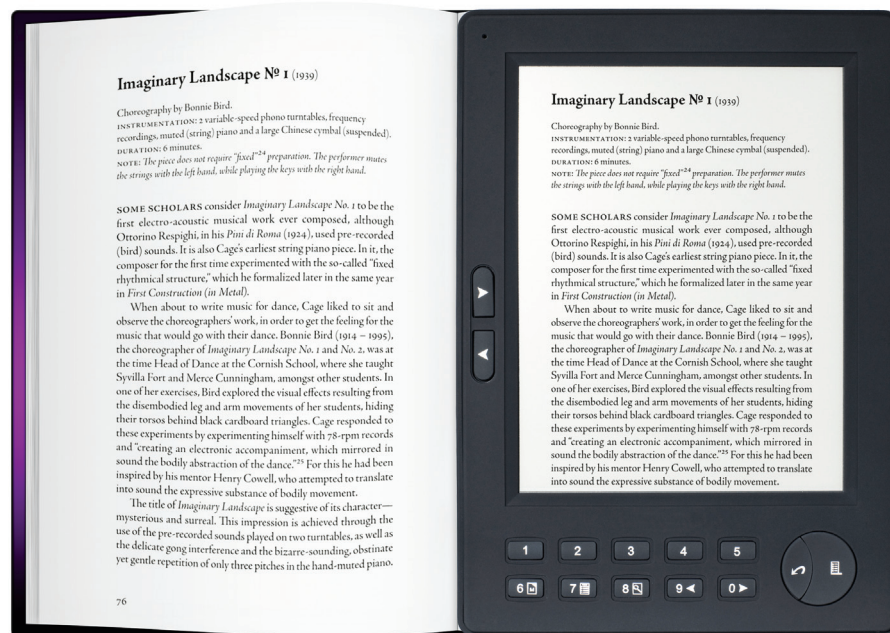 Imaginary Landscape № 1 (1939)
Choreography by Bonnie Bird.
INSTRUMENTATION: 2 variable-speed phono turntables, frequency
recordings, muted (string) piano and a large Chinese cymbal (suspended).
DURATION: 6 minutes.
NOTE: The piece does not require "fixed"24 preparation. The performer mutes
the strings with the left hand, while playing the keys with the right hand.
SOME SCHOLARS consider Imaginary Landscape No. 1 to be the
first electro-acoustic musical work ever composed, although
Ottorino Respighi, in his Pini di Roma (1924), used pre-recorded
(bird) sounds. It is also Cage's earliest string piano piece. In it, the
composer for the first time experimented with the so-called "fixed
rhythmical structure," which he formalized later in the same year
in First Construction (in Metal).
When about to write music for dance, Cage liked to sit and
observe the choreographers' work, in order to get the feeling for the
music that would go with their dance. Bonnie Bird (1914 – 1995),
the choreographer of Imaginary Landscape No. 1 and No. 2, was at
the time Head of Dance at the Cornish School, where she taught
Syvilla Fort and Merce Cunningham, amongst other students. In
one of her exercises, Bird explored the visual effects resulting from
the disembodied leg and arm movements of her students, hiding
their torsos behind black cardboard triangles. Cage responded to
these experiments by experimenting himself with 78-rpm records
and "creating an electronic accompaniment, which mirrored in
sound the bodily abstraction of the dance."25 For this he had been
inspired by his mentor Henry Cowell, who attempted to translate
into sound the expressive substance of bodily movement.
The title of Imaginary Landscape is suggestive of its character—
mysterious and surreal. This impression is achieved through the
use of the pre-recorded sounds played on two turntables, as well as
the delicate gong interference and the bizarre-sounding, obstinate
yet gentle repetition of only three pitches in the hand-muted piano.
76
Imaginary Landscape № 1 (1939)
Choreography by Bonnie Bird.
INSTRUMENTATION: 2 variable-speed phono turntables, frequency
recordings, muted (string) piano and a large Chinese cymbal (suspended).
DURATION: 6 minutes.
NOTE: The piece does not require "fixed"24 preparation. The performer mutes
the strings with the left hand, while playing the keys with the right hand.
SOME SCHOLARS consider Imaginary Landscape No. 1 to be the
first electro-acoustic musical work ever composed, although
Ottorino Respighi, in his Pini di Roma (1924), used pre-recorded
(bird) sounds. It is also Cage's earliest string piano piece. In it, the
composer for the first time experimented with the so-called "fixed
rhythmical structure," which he formalized later in the same year
in First Construction (in Metal).
When about to write music for dance, Cage liked to sit and
observe the choreographers' work, in order to get the feeling for the
music that would go with their dance. Bonnie Bird (1914 – 1995),
the choreographer of Imaginary Landscape No. 1 and No. 2, was at
the time Head of Dance at the Cornish School, where she taught
Syvilla Fort and Merce Cunningham, amongst other students. In
one of her exercises, Bird explored the visual effects resulting from
the disembodied leg and arm movements of her students, hiding
their torsos behind black cardboard triangles. Cage responded to
these experiments by experimenting himself with 78-rpm records
and "creating an electronic accompaniment, which mirrored in
sound the bodily abstraction of the dance."25 For this he had been
inspired by his mentor Henry Cowell, who attempted to translate
into sound the expressive substance of bodily movement.
1 2 3 4 5
6 7 8 9 0